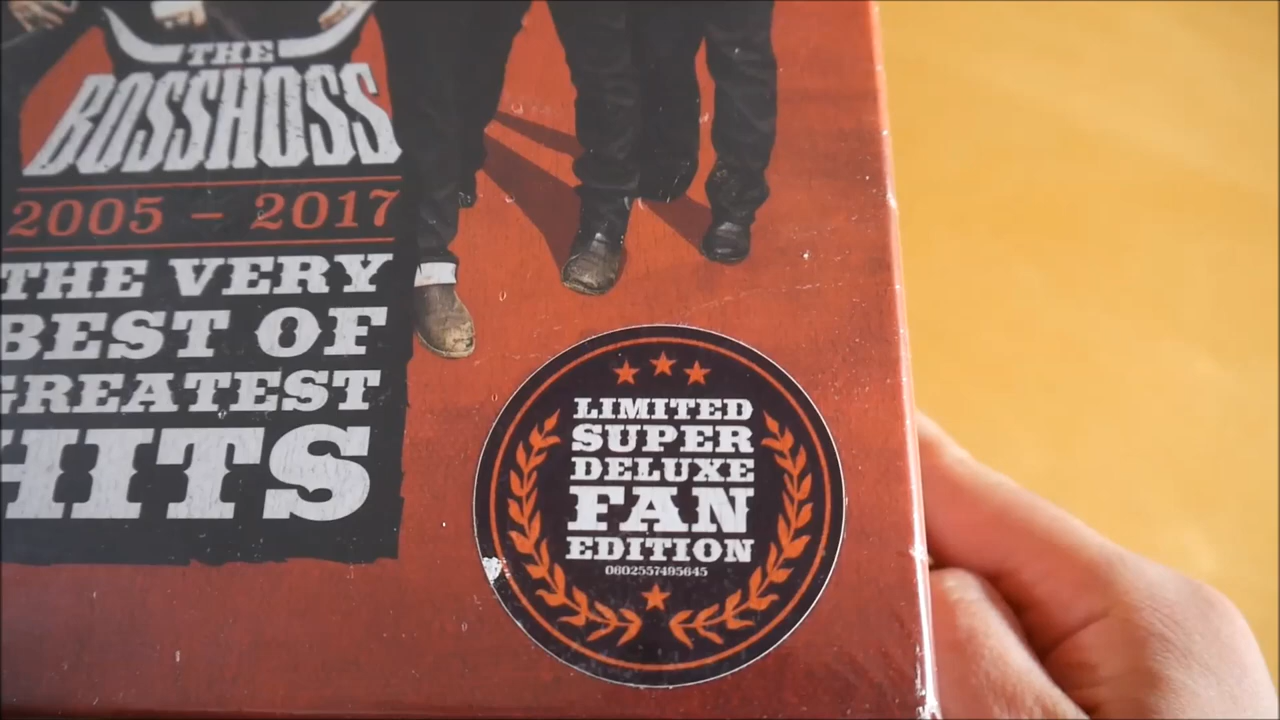 THE
BOSSHOSS
2005 – 2017
THE VERY
BEST OF
GREATEST
HITS
LIMITED
SUPER
DELUXE
FAN
EDITION
0602557495645